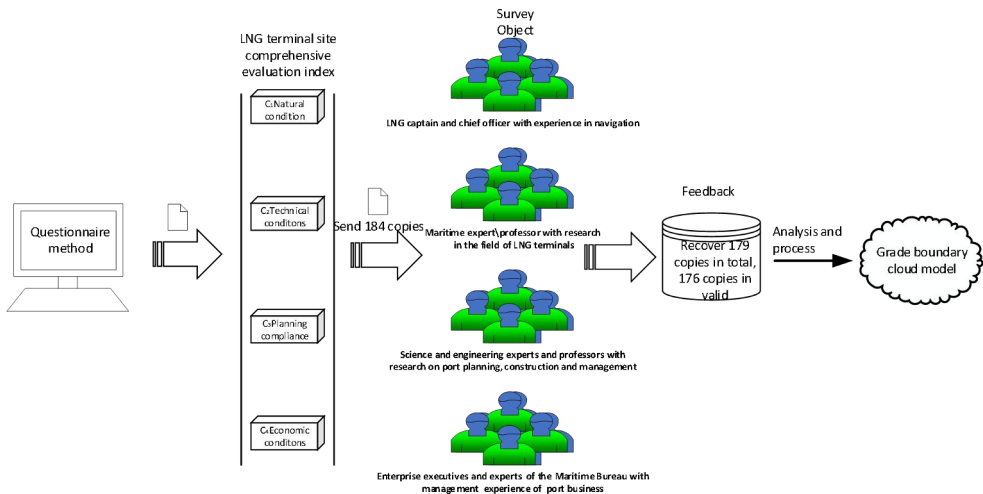 Questionnaire
method
LNG terminal site
comprehensive
evaluation index
C₁Natural
condition
C₂Technical
conditions
C₃Planning
compliance
C₄Economic
conditons
Send 184 copies
Survey
Object
LNG captain and chief officer with experience in navigation
Maritime expert\professor with research
in the field of LNG terminals
Science and engineering experts and professors with
research on port planning, construction and management
Enterprise executives and experts of the Maritime Bureau with
management experience of port business
Feedback
Recover 179
copies in total,
176 copies in
valid
Analysis and
process
Grade boundary
cloud model